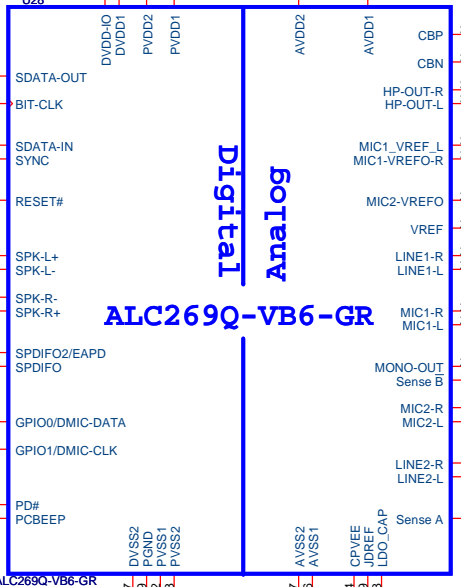 U28
DVDD-IO
DVDD1
PVDD2
PVDD1
AVDD2
AVDD1
SDATA-OUT
BIT-CLK
SDATA-IN
SYNC
RESET#
SPK-L+
SPK-L-
SPK-R-
SPK-R+
SPDIFO2/EAPD
SPDIFO
GPIO0/DMIC-DATA
GPIO1/DMIC-CLK
PD#
PCBEEP
Digital
Analog
ALC269Q-VB6-GR
CBP
CBN
HP-OUT-R
HP-OUT-L
MIC1_VREF_L
MIC1-VREFO-R
MIC2-VREFO
VREF
LINE1-R
LINE1-L
MIC1-R
MIC1-L
MONO-OUT
Sense B
MIC2-R
MIC2-L
LINE2-R
LINE2-L
Sense A
DVSS2
PGND
PVSS1
PVSS2
AVSS2
AVSS1
CPVEE
JDREF
LDO_CAP
ALC269Q-VB6-GR